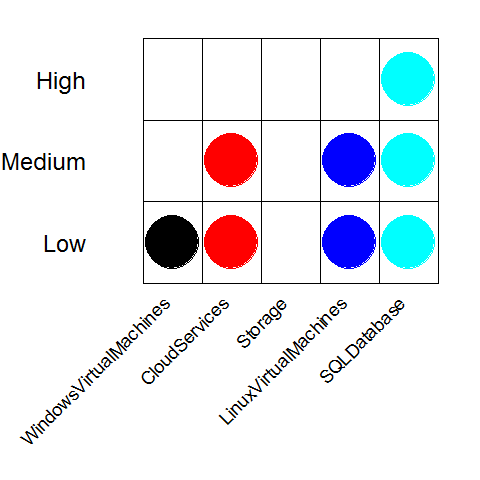 High
Medium
Low
WindowsVirtualMachines
CloudServices
Storage
LinuxVirtualMachines
SQLDatabase